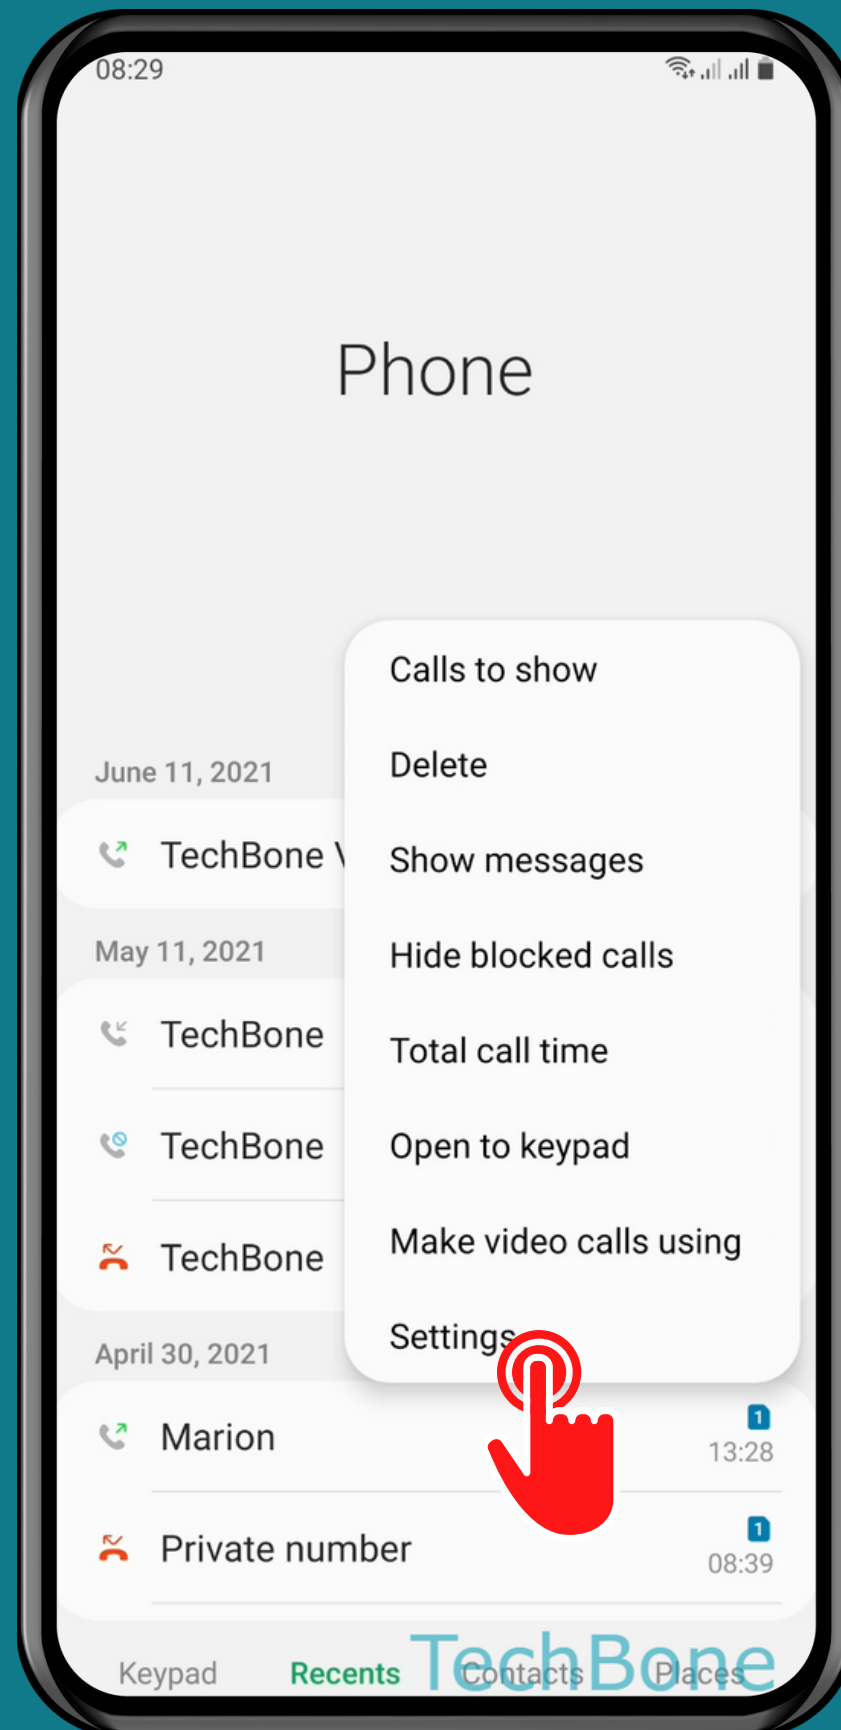 08:29
Phone
Calls to show
Delete
Show messages
Hide blocked calls
Total call time
Open to keypad
Make video calls using
Settings
June 11, 2021
TechBone V
May 11, 2021
TechBone
TechBone
TechBone
April 30, 2021
Marion
1
13:28
Private number
1
08:39
Keypad Recents Contacts Places
TechBone